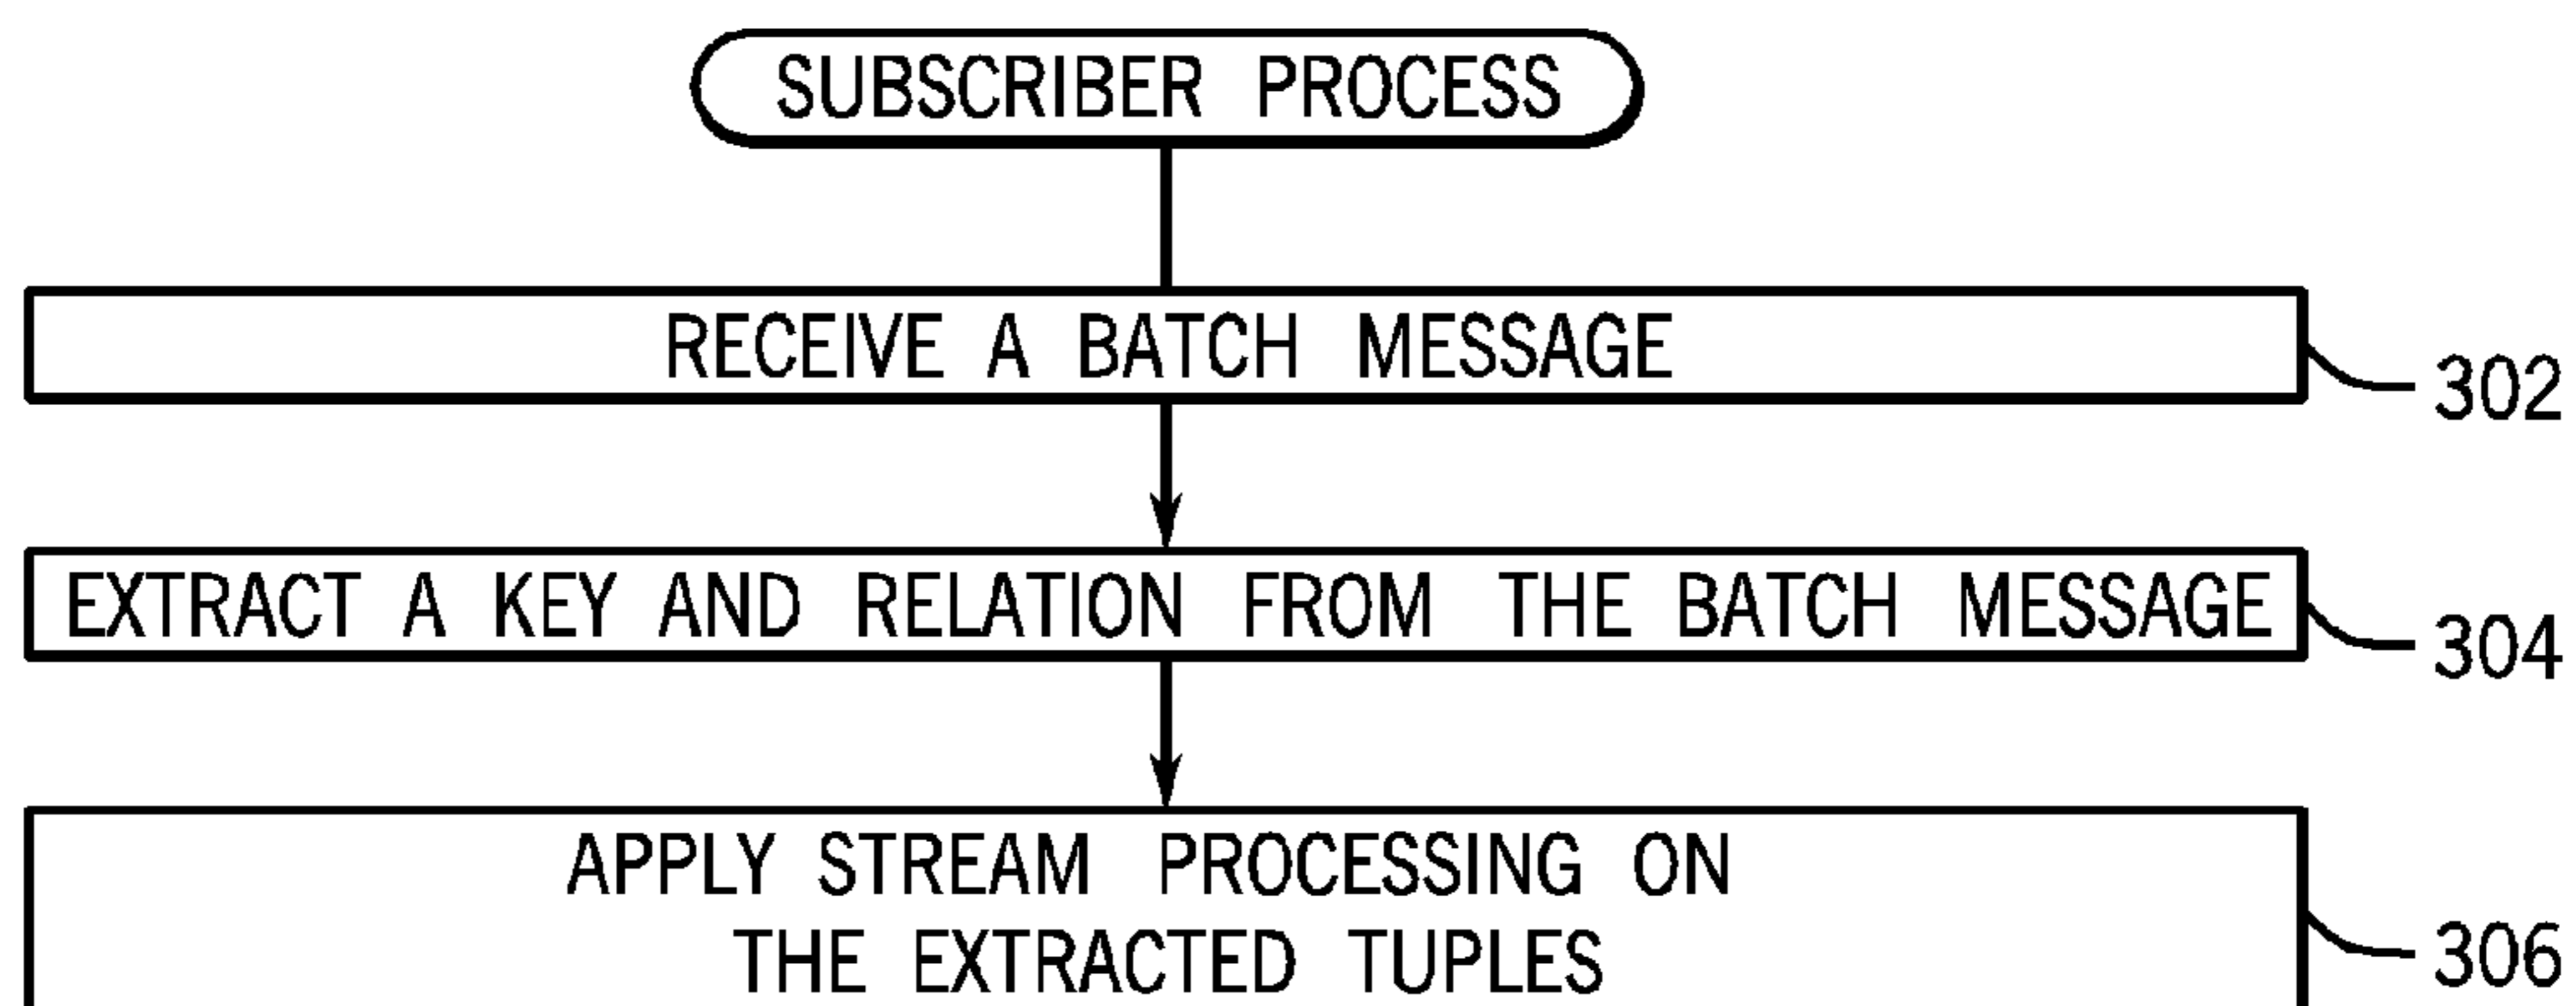 SUBSCRIBER PROCESS
RECEIVE A BATCH MESSAGE
302
EXTRACT A KEY AND RELATION FROM THE BATCH MESSAGE
304
APPLY STREAM PROCESSING ON
THE EXTRACTED TUPLES
306